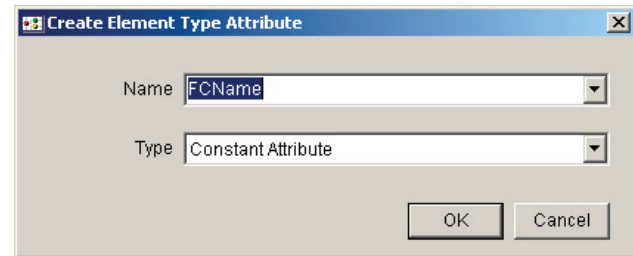 Create Element Type Attribute
Name FCName
Type Constant Attribute
OK Cancel